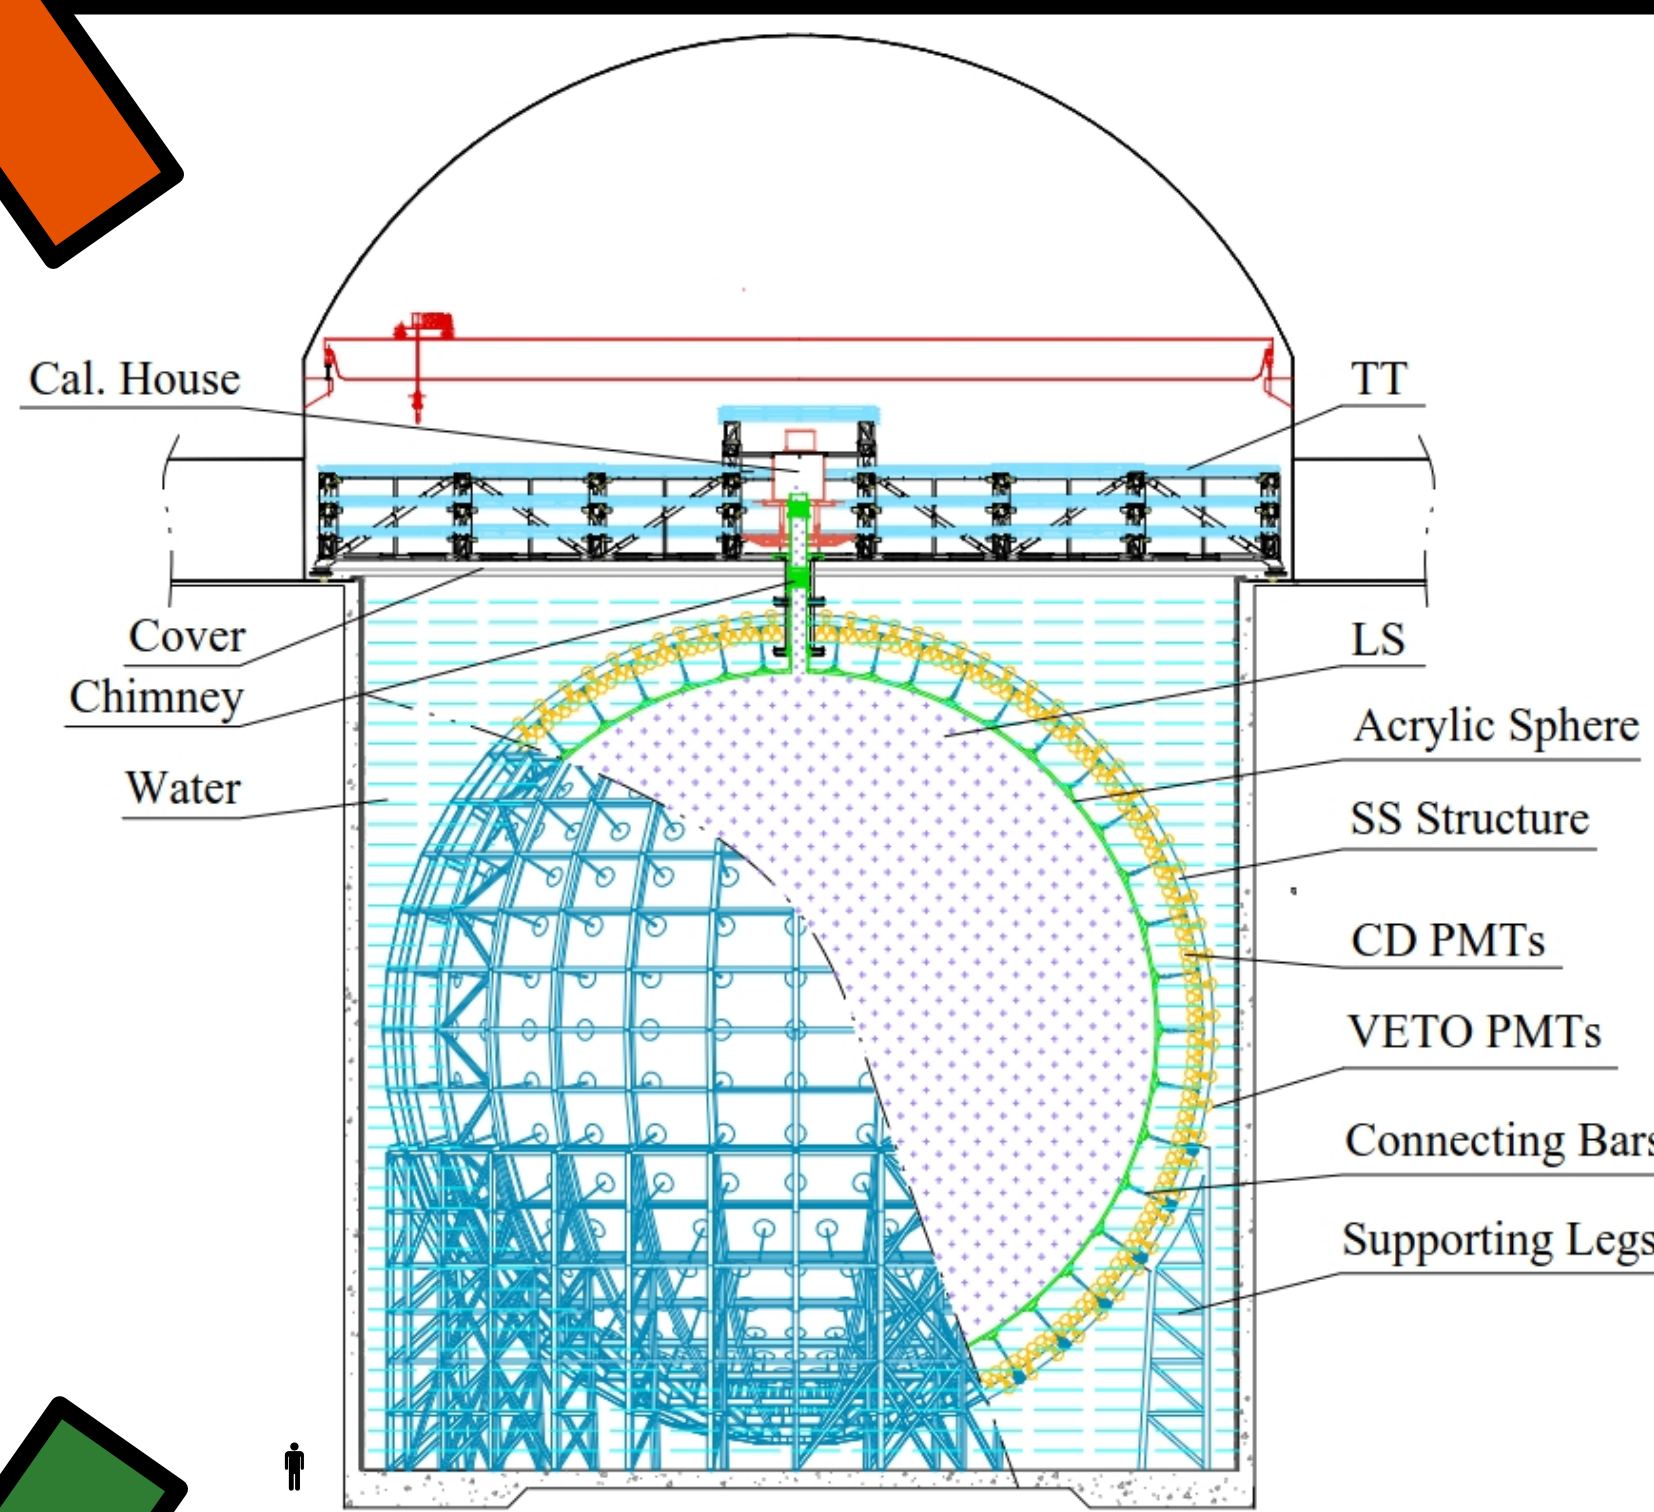 Cal. House
TT
Cover
Chimney
Water
LS
Acrylic Sphere
SS Structure
CD PMTs
VETO PMTs
Connecting Bars
Supporting Legs